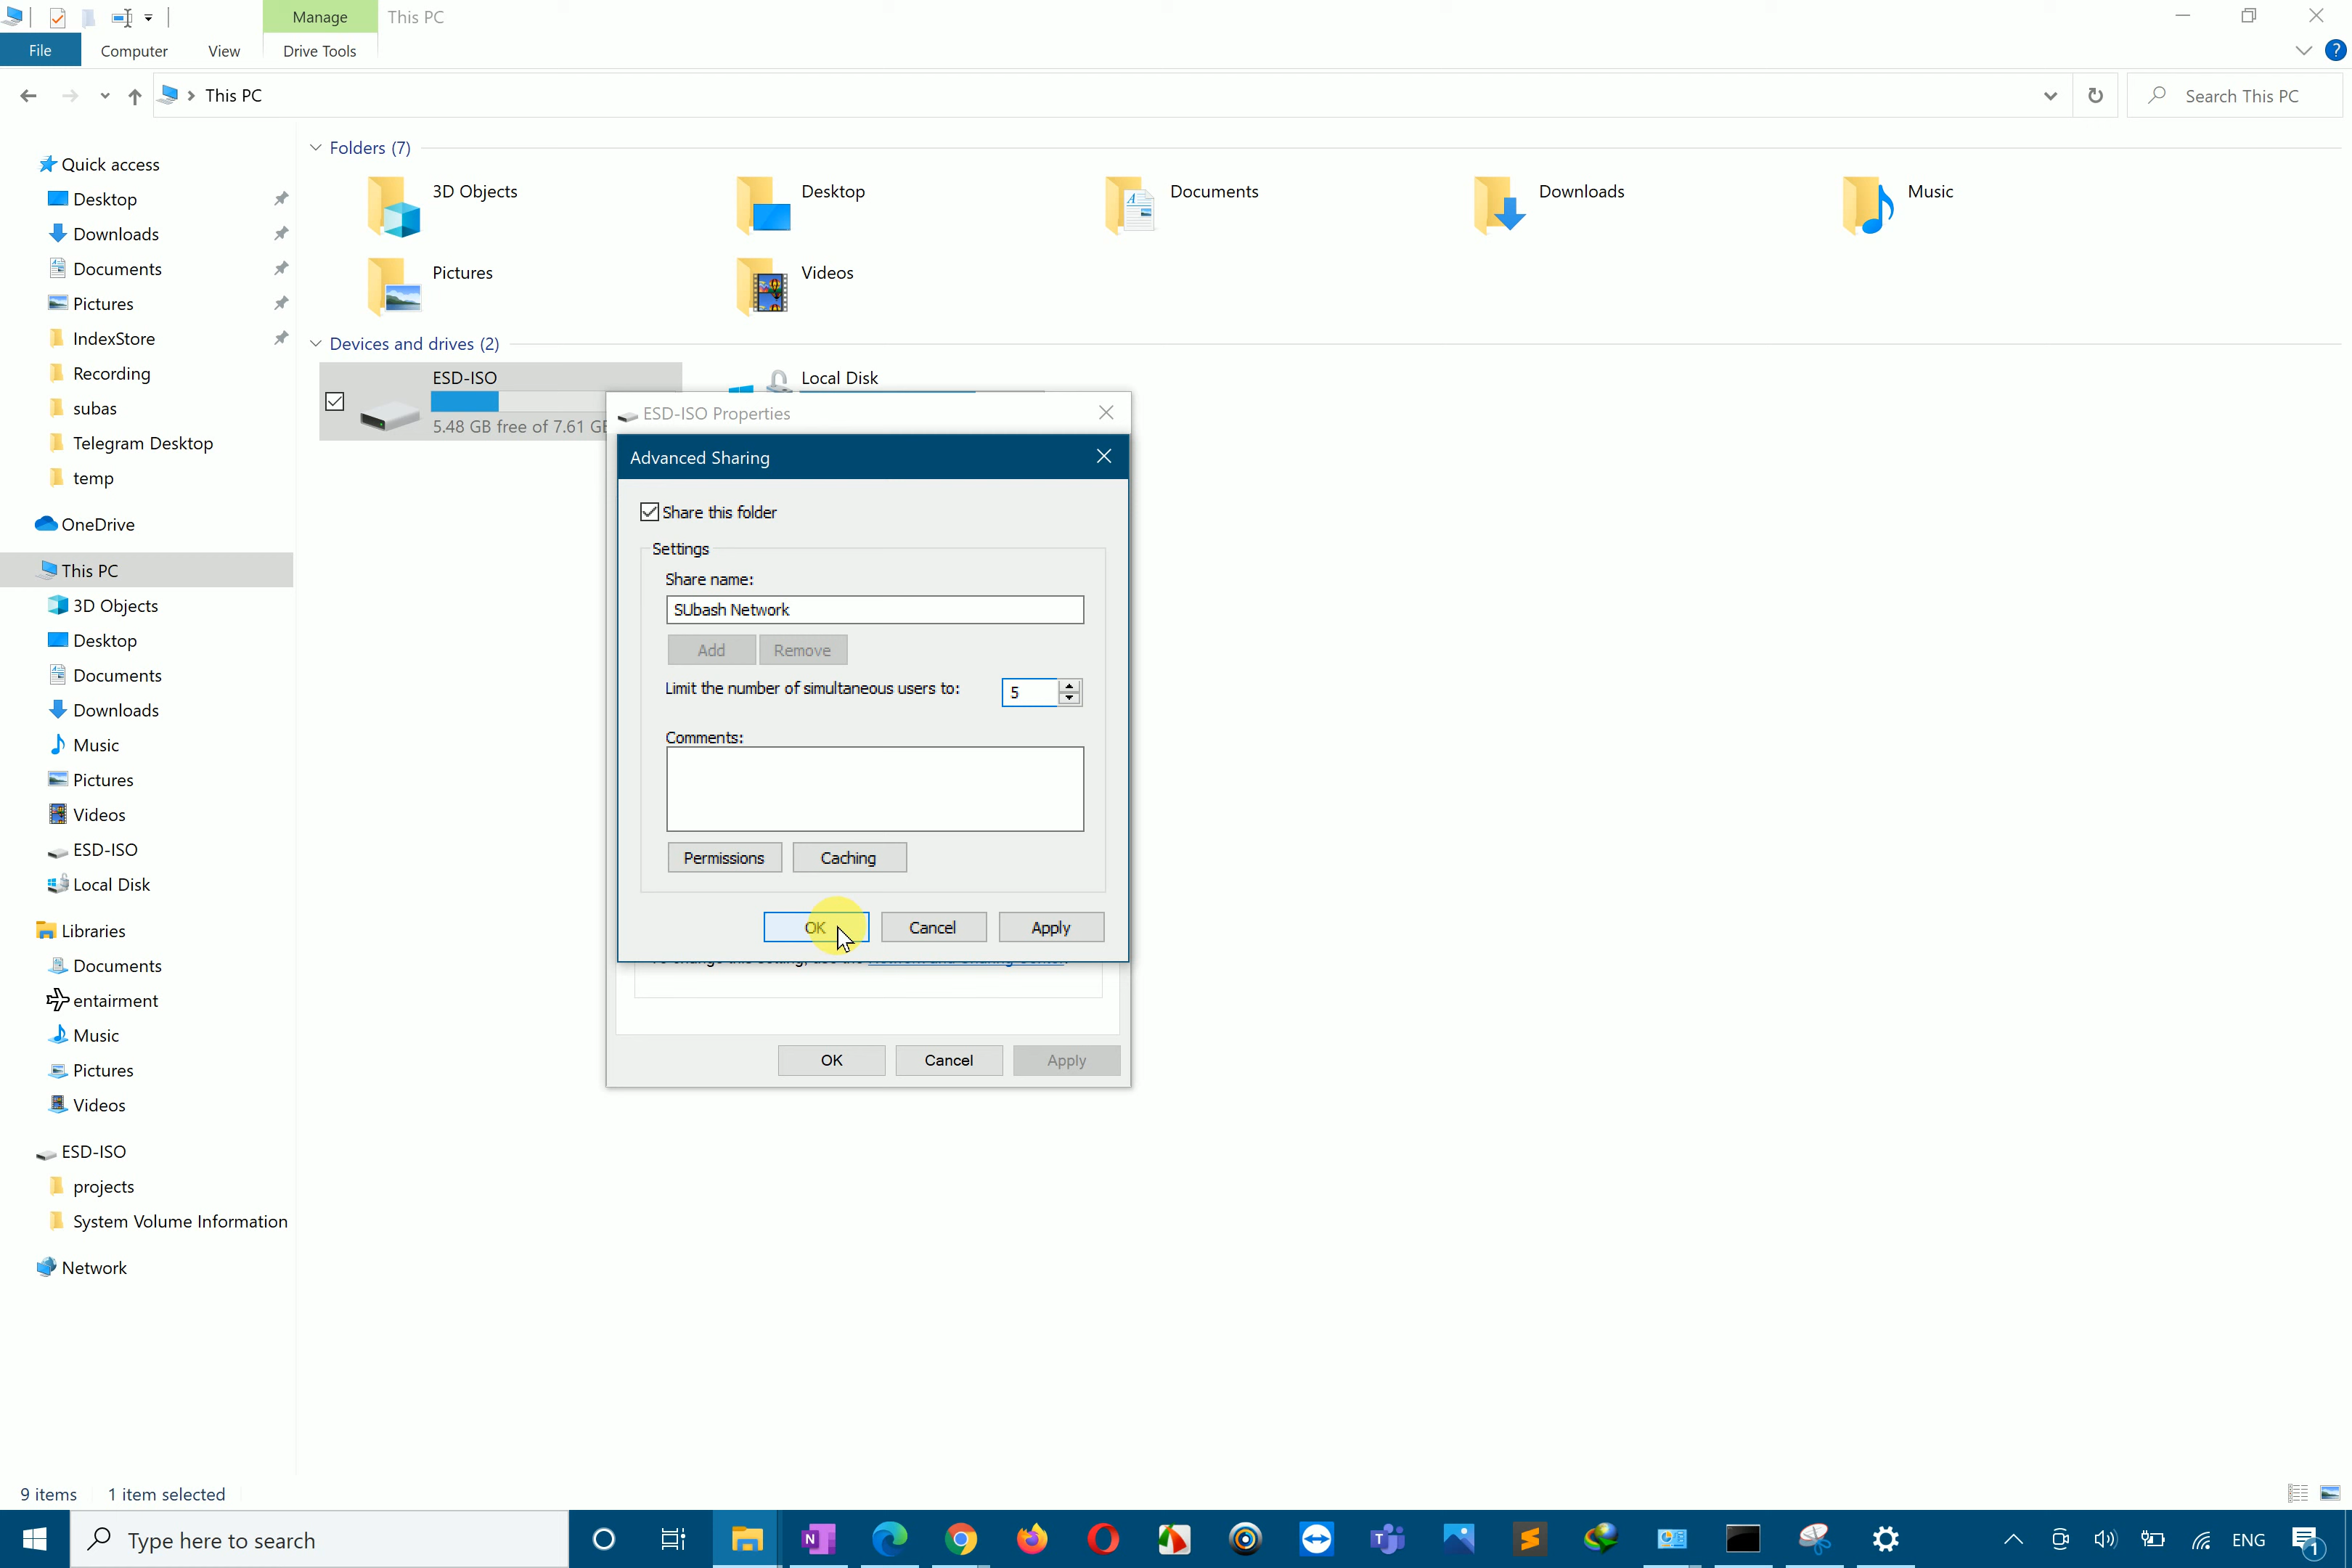 Manage
This PC
File
Computer
View
Drive Tools
This PC
Search This PC
Quick access
Desktop
Downloads
Documents
Pictures
IndexStore
Recording
subas
Telegram Desktop
temp
OneDrive
This PC
3D Objects
Desktop
Documents
Downloads
Music
Pictures
Videos
ESD-ISO
Local Disk
Libraries
Documents
entairment
Music
Pictures
Videos
ESD-ISO
projects
System Volume Information
Network
Folders (7)
3D Objects
Desktop
Documents
Downloads
Music
Pictures
Videos
Devices and drives (2)
ESD-ISO
5.48 GB free of 7.61 GB
Local Disk
ESD-ISO Properties
Advanced Sharing
Share this folder
Settings
Share name:
SUbash Network
Add
Remove
Limit the number of simultaneous users to:
5
Comments:
Permissions
Caching
OK
Cancel
Apply
OK
Cancel
Apply
9 items
1 item selected
Type here to search
ENG
1